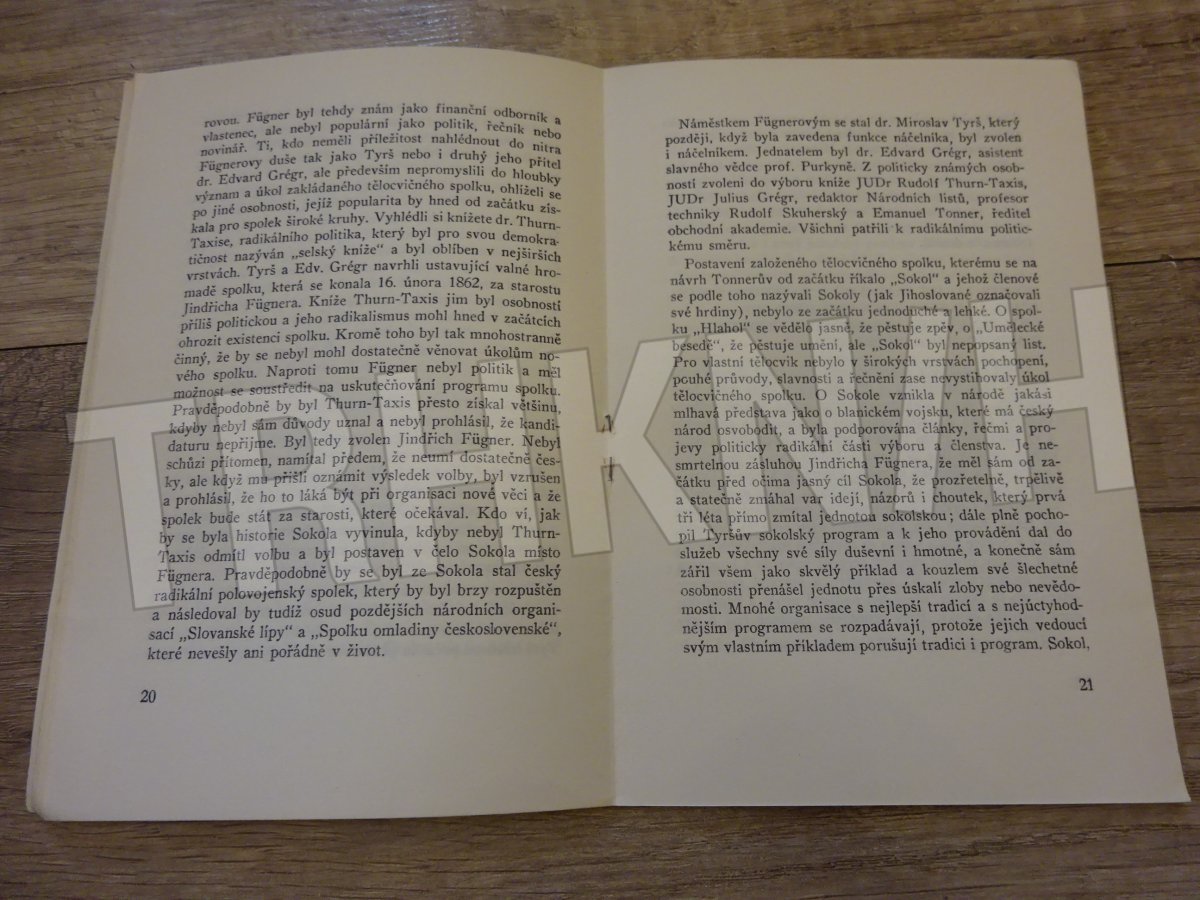 rovou. Fügner byl tehdy znám jako finanční odborník a
vlastenec, ale nebyl populární jako politik, řečník nebo
novinář. Ti, kdo neměli příležitost nahlédnout do nitra
Fügnerovy duše tak jako Tyrš nebo i druhý jeho přítel
dr. Edvard Grégr, ale především nepromyslili do hloubky
význam a úkol zakládaného tělocvičného spolku, ohlíželi se
po jiné osobnosti, jejíž popularita by hned od začátku zís-
kala pro spolek široké kruhy. Vyhlédli si knížete dr. Thurn-
Taxise, radikálního politika, který byl pro svou demokra-
tičnost nazýván „selský kníže“ a byl oblíben v nejširších
vrstvách. Tyrš a Edv. Grégr navrhli ustavující valné hro-
madě spolku, která se konala 16. února 1862, za starostu
Jindřicha Fügnera. Kníže Thurn-Taxis jim byl osobností
příliš politickou a jeho radikalismus mohl hned v začátcích
ohrozit existenci spolku. Kromě toho byl tak mnohostranně
činný, že by se nebyl mohl dostatečně věnovat úkolům no-
vého spolku. Naproti tomu Fügner nebyl politik a měl
možnost se soustředit na uskutečňování programu spolku.
Pravděpodobně by byl Thurn-Taxis přesto získal většinu,
kdyby nebyl sám důvody uznal a nebyl prohlásil, že kandi-
daturu nepřijme. Byl tedy zvolen Jindřich Fügner. Nebyl
schůzi přítomen, namítal předem, že neumí dostatečně čes-
ky, ale když mu přišli oznámit výsledek volby, byl vzrušen
a prohlásil, že ho to láká být při organisaci nové věci a že
spolek bude stát za starosti, které očekával. Kdo ví, jak
by se byla historie Sokola vyvinula, kdyby nebyl Thurn-
Taxis odmítl volbu a byl postaven v čelo Sokola místo
Fügnera. Pravděpodobně by se byl ze Sokola stal český
radikální polovojenský spolek, který by byl brzy rozpuštěn
a následoval by tudíž osud pozdějších národních organi-
sací „Slovanské lípy“ a „Spolku omladiny československé“,
které nevešly ani pořádně v život.
20
Náměstkem Fügnerovým se stal dr. Miroslav Tyrš, který
později, když byla zavedena funkce náčelníka, byl zvolen
i náčelníkem. Jednatelem byl dr. Edvard Grégr, asistent
slavného vědce prof. Purkyně. Z politicky známých osob-
ností zvoleni do výboru kníže JUDr Rudolf Thurn-Taxis,
JUDr Julius Grégr, redaktor Národních listů, profesor
techniky Rudolf Skuherský a Emanuel Tonner, ředitel
obchodní akademie. Všichni patřili k radikálnímu politic-
kému směru.
Postavení založeného tělocvičného spolku, kterému se na
návrh Tonnerův od začátku říkalo „Sokol“ a jehož členové
se podle toho nazývali Sokoly (jak Jihoslované označovali
své hrdiny), nebylo ze začátku jednoduché a lehké. O spol-
ku „Hlahol“ se vědělo jasně, že pěstuje zpěv, o „Umělecké
besedě“, že pěstuje umění, ale „Sokol“ byl nepopsaný list.
Pro vlastní tělocvik nebylo v širokých vrstvách pochopení,
pouhé průvody, slavnosti a řečnění zase nevystihovaly úkol
tělocvičného spolku. O Sokole vznikla v národě jakási
mlhavá představa jako o blanickém vojsku, které má český
národ osvobodit, a byla podporována články, řečmi a pro-
jevy politicky radikální části výboru a členstva. Je ne-
smrtelnou zásluhou Jindřicha Fügnera, že měl sám od za-
čátku před očima jasný cíl Sokola, že prozřetelně, trpělivě
a statečně zmáhal var idejí, názorů i choutek, který prvá
tři léta přímo zmítal jednotou sokolskou; dále plně pocho-
pil Tyršův sokolský program a k jeho provádění dal do
služeb všechny své síly duševní i hmotné, a konečně sám
zářil všem jako skvělý příklad a kouzlem své šlechetné
osobnosti přenášel jednotu přes úskalí zloby nebo nevědo-
mosti. Mnohé organisace s nejlepší tradicí a s nejúctyhod-
nějším programem se rozpadávají, protože jejich vedoucí
svým vlastním příkladem porušují tradici i program. Sokol,
21
TREKNIH